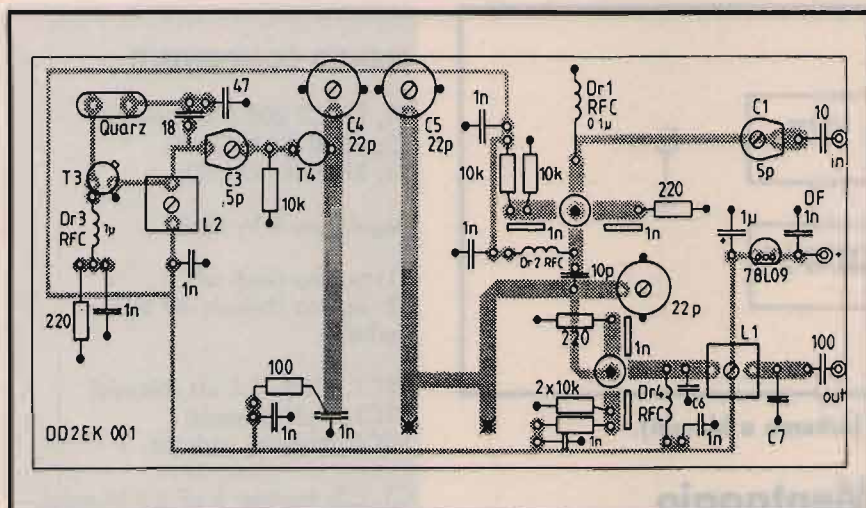 47
Quarz
18
C4
22p
C5
22p
1n
Dr1
RFC
0.1µ
C1
5p
10
in
T3
C3
5p
T4
10k
10k
10k
220
1n
1n
1µ
+
DF
1n
78L09
+
Dr3
RFC
1µ
L2
1n
1n
Dr2 RFC
10p
22p
220
1n
220
1n
L1
100
out
100
1n
1n
2x10k
1n
Dr4
RFC
C6
1n
C7
DD2EK 001